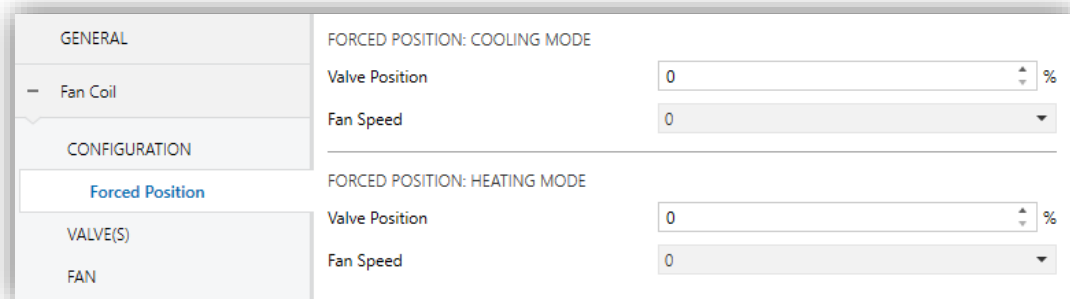 GENERAL
− Fan Coil
CONFIGURATION
Forced Position
VALVE(S)
FAN
FORCED POSITION: COOLING MODE
Valve Position 0 %
Fan Speed 0
FORCED POSITION: HEATING MODE
Valve Position 0 %
Fan Speed 0